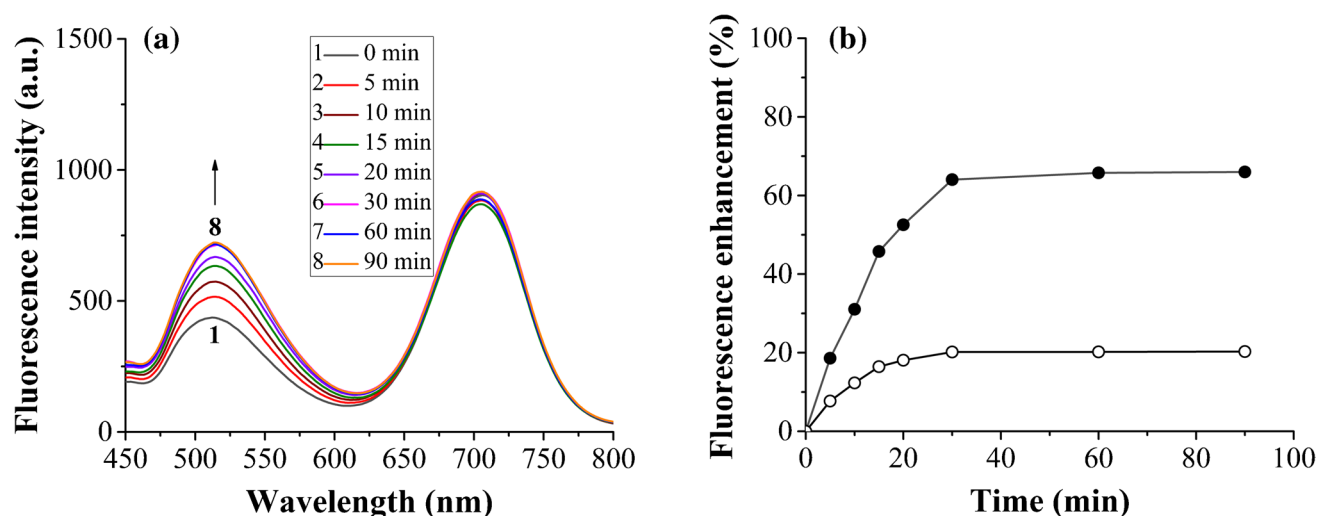 (a)
Fluorescence intensity (a.u.)
1500
1000
500
0
1 0 min
2 5 min
3 10 min
4 15 min
5 20 min
6 30 min
7 60 min
8 90 min
8
1
450 500 550 600 650 700 750 800
Wavelength (nm)
(b)
Fluorescence enhancement (%)
100
80
60
40
20
0
0 20 40 60 80 100
Time (min)